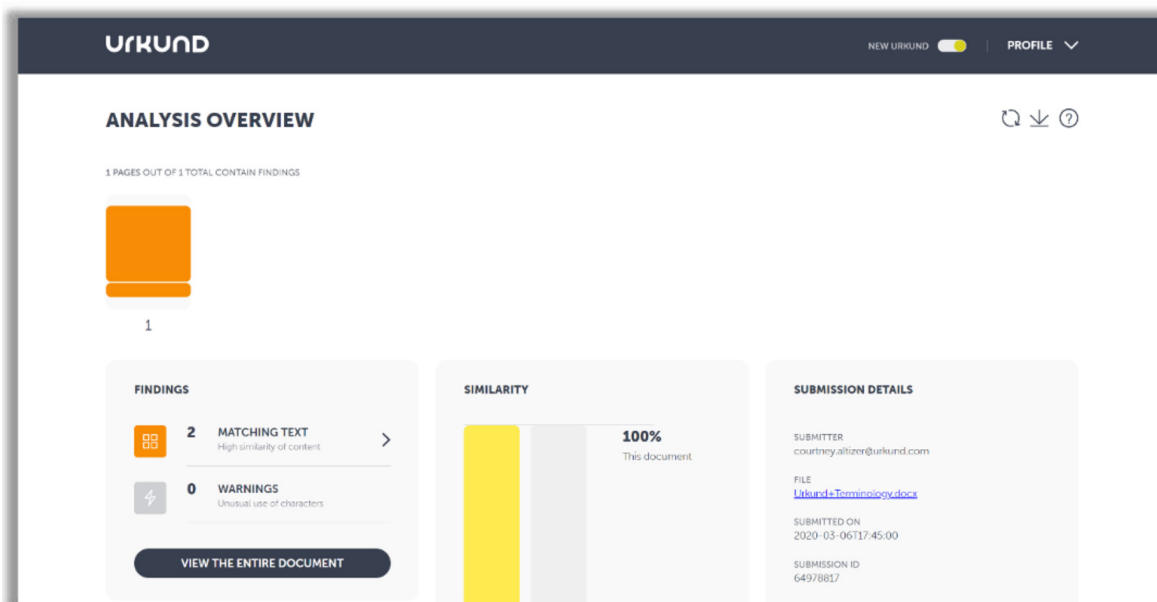 URKUND
NEW URKUND
PROFILE
ANALYSIS OVERVIEW
1 PAGES OUT OF 1 TOTAL CONTAIN FINDINGS
1
FINDINGS
2 MATCHING TEXT
High similarity of content
0 WARNINGS
Unusual use of characters
VIEW THE ENTIRE DOCUMENT
SIMILARITY
100%
This document
SUBMISSION DETAILS
SUBMITTER
courtney.altizer@urkund.com
FILE
Urkund+Terminology.docx
SUBMITTED ON
2020-03-06T17:45:00
SUBMISSION ID
64978817